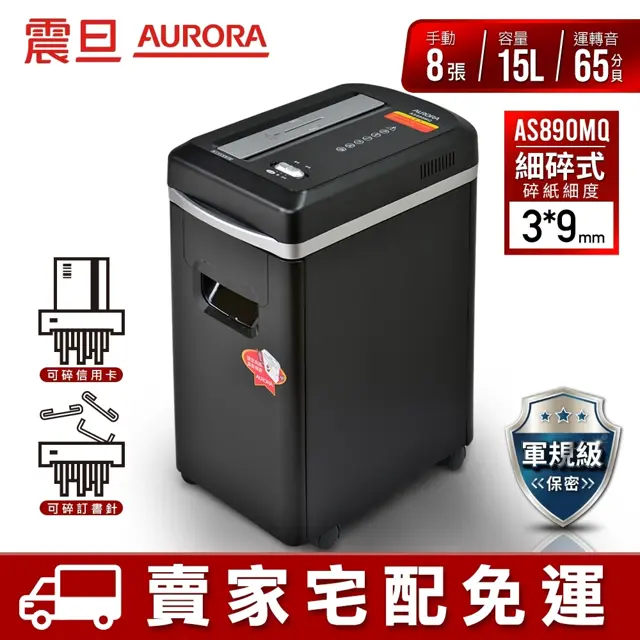 震旦 AURORA
手動 容量 運轉音
8張 15L 65分貝
AS890MQ
細碎式
碎紙細度
3*9mm
AURORA
AURORA
可碎信用卡
可碎訂書針
軍規級
保密
賣家宅配免運